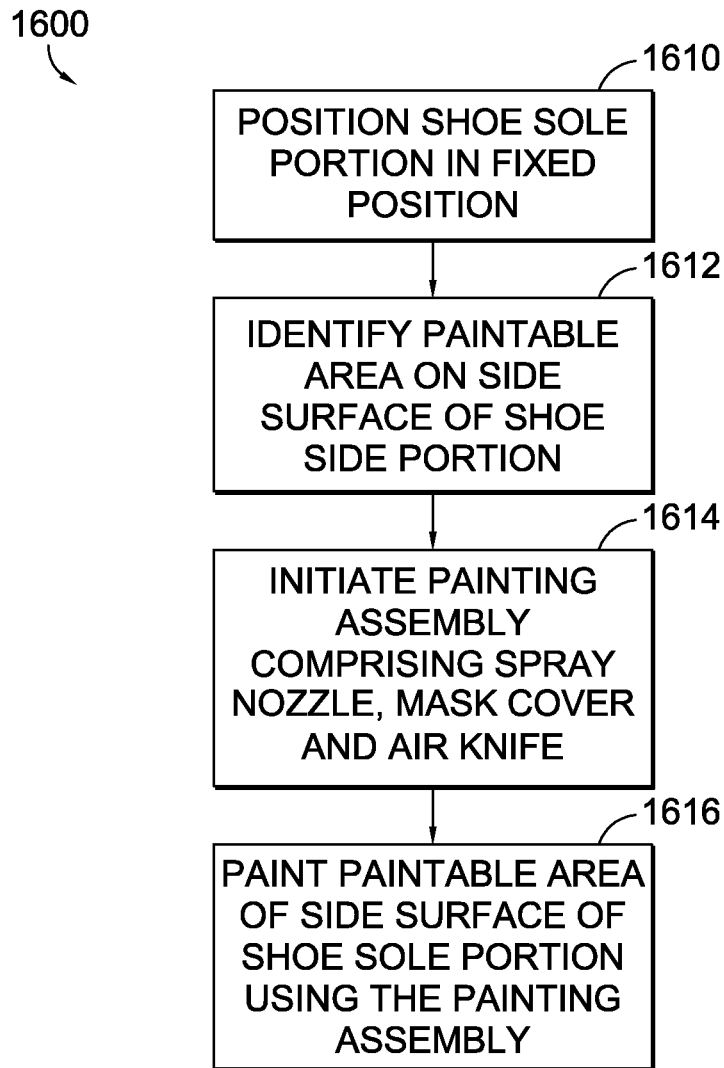 1600
1610
POSITION SHOE SOLE
PORTION IN FIXED
POSITION
1612
IDENTIFY PAINTABLE
AREA ON SIDE
SURFACE OF SHOE
SIDE PORTION
1614
INITIATE PAINTING
ASSEMBLY
COMPRISING SPRAY
NOZZLE, MASK COVER
AND AIR KNIFE
1616
PAINT PAINTABLE AREA
OF SIDE SURFACE OF
SHOE SOLE PORTION
USING THE PAINTING
ASSEMBLY